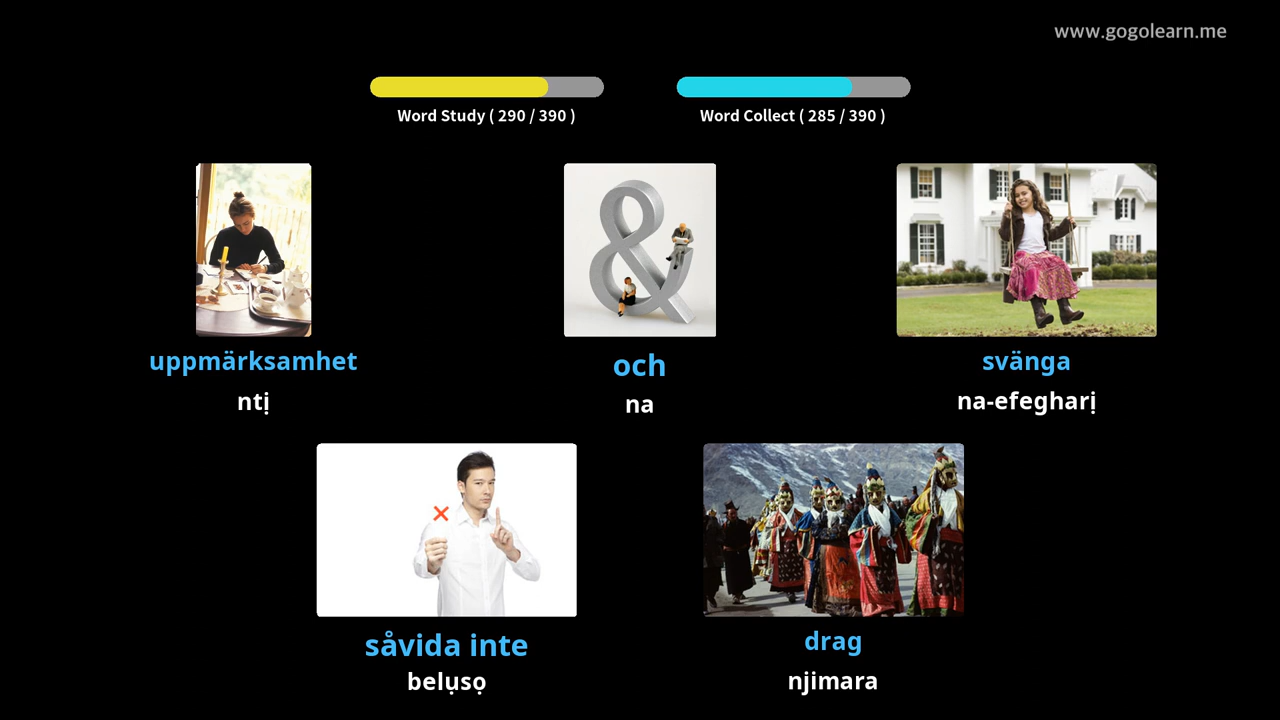 www.gogolearn.me
Word Study ( 290 / 390 )
Word Collect ( 285 / 390 )
uppmärksamhet
ntị
och
na
svänga
na-efegharị
såvida inte
belụsọ
drag
njimara